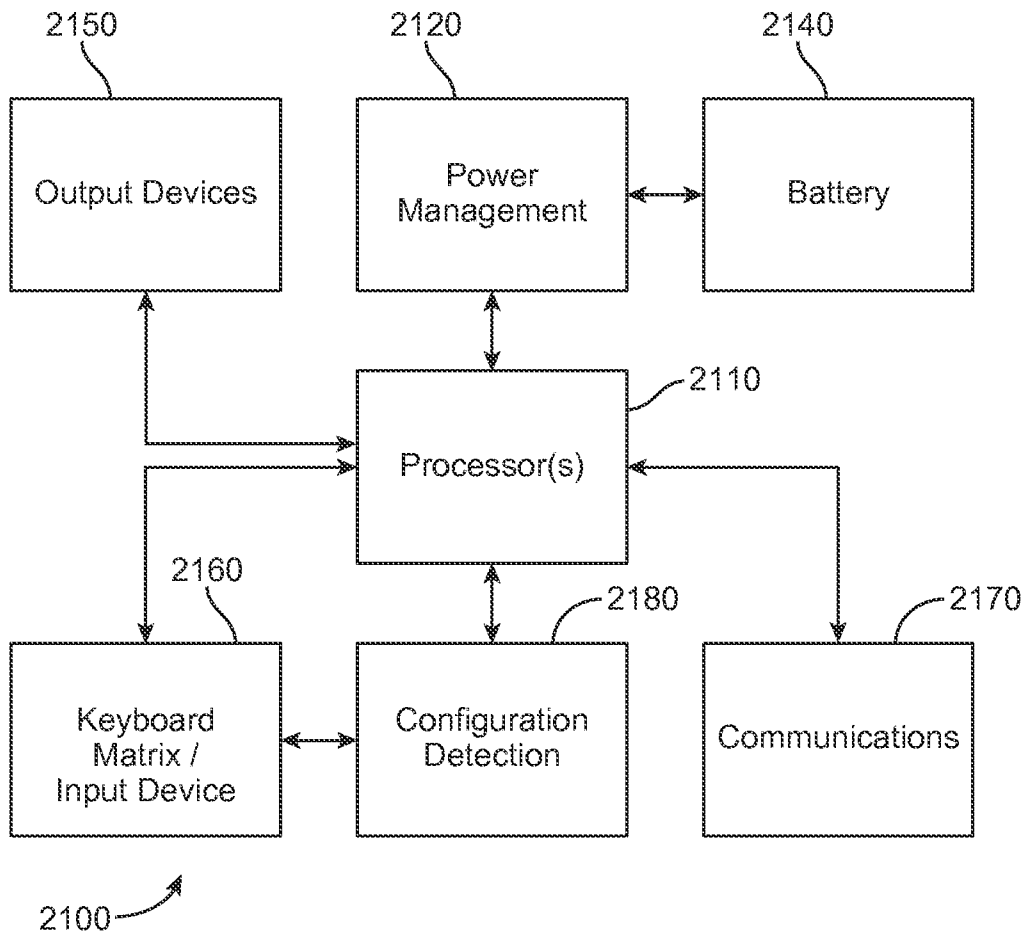 2150
2120
2140
Output Devices
Power
Management
Battery
2110
Processor(s)
2160
2180
2170
Keyboard
Matrix /
Input Device
Configuration
Detection
Communications
2100